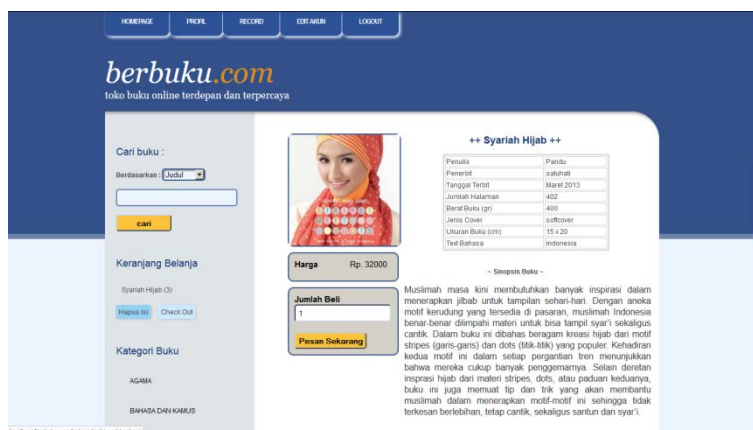 HOMEPAGE
PROFIL
RECORD
EDIT AKUN
LOGOUT
berbuku.com
toko buku online terdepan dan terpercaya
Cari buku :
Berdasarkan : Judul
cari
Keranjang Belanja
Syariah Hijab (3)
Hapus Isi Check Out
Kategori Buku
AGAMA
BAHASA DAN KAMUS
Harga Rp. 32000
Jumlah Beli
1
Pesan Sekarang
++ Syariah Hijab ++
Penulis Pandu
Penerbit satuhati
Tanggal Terbit Maret 2013
Jumlah Halaman 402
Berat Buku (gr) 400
Jenis Cover softcover
Ukuran Buku (cm) 15 x 20
Text Bahasa indonesia
~ Sinopsis Buku ~
Muslimah masa kini membutuhkan banyak inspirasi dalam
menerapkan jilbab untuk tampilan sehari-hari. Dengan aneka
motif kerudung yang tersedia di pasaran, muslimah Indonesia
benar-benar dilimpahi materi untuk bisa tampil syar'i sekaligus
cantik. Dalam buku ini dibahas beragam kreasi hijab dari motif
stripes (garis-garis) dan dots (titik-titik) yang populer. Kehadiran
kedua motif ini dalam setiap pergantian tren menunjukkan
bahwa mereka cukup banyak penggemarnya. Selain deretan
insprasi hijab dari materi stripes, dots, atau paduan keduanya,
buku ini juga memuat tip dan trik yang akan membantu
muslimah dalam menerapkan motif-motif ini sehingga tidak
terkesan berlebihan, tetap cantik, sekaligus santun dan syar'i.